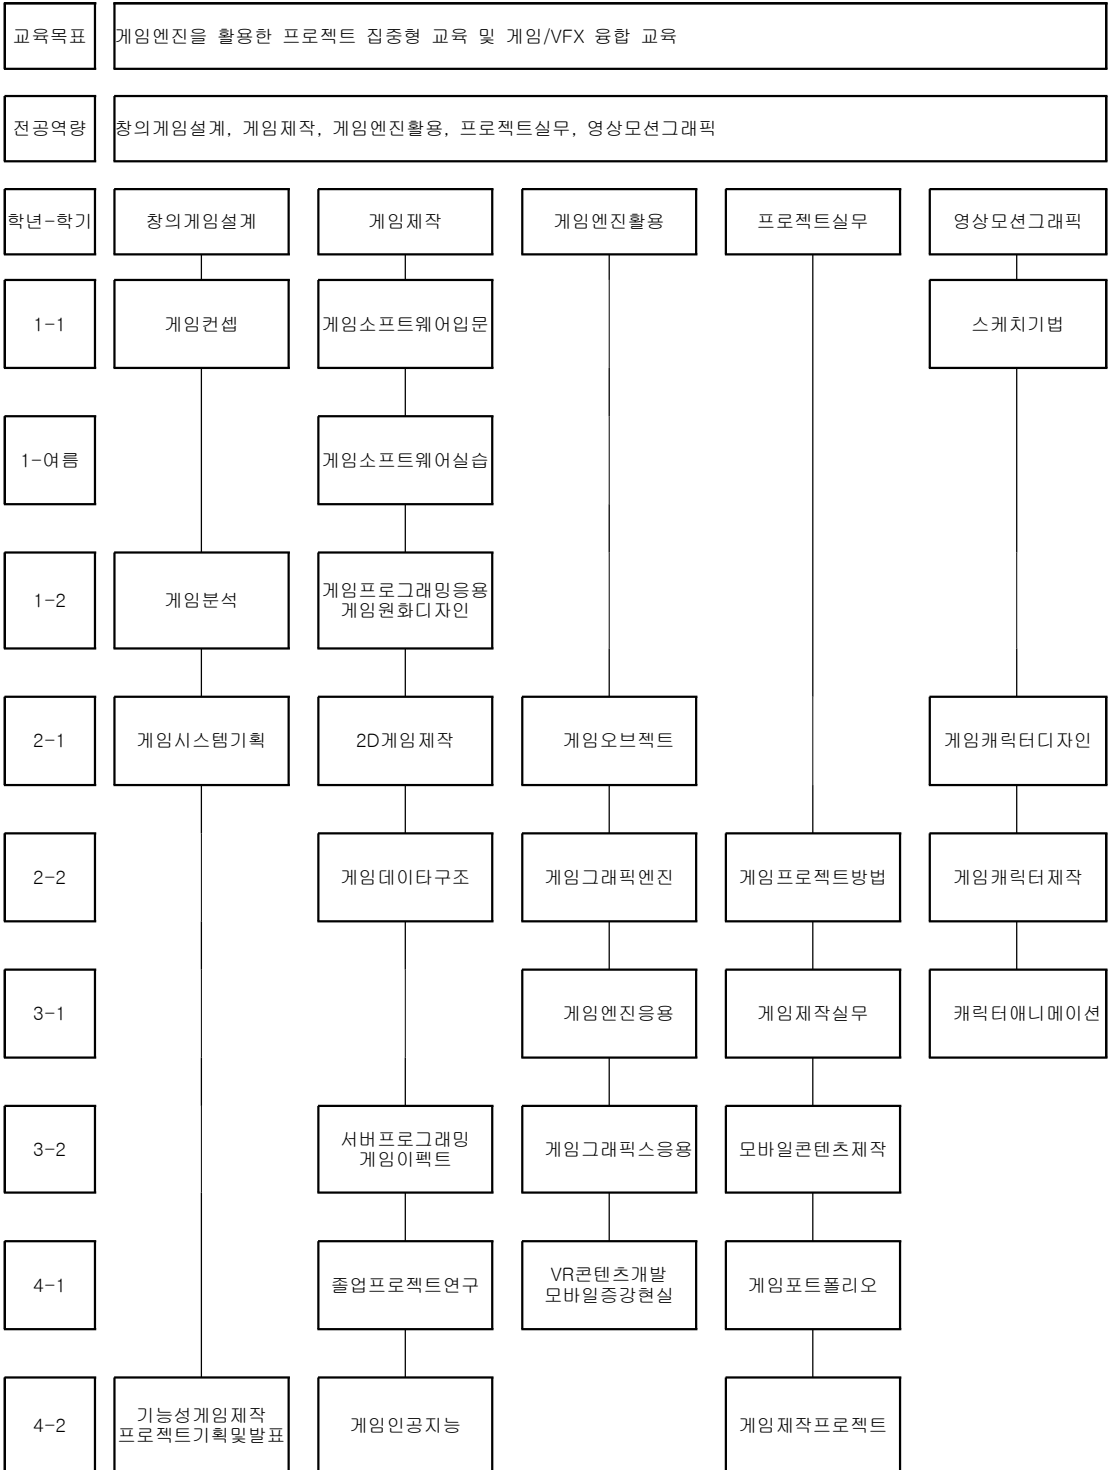 교육목표
게임엔진을 활용한 프로젝트 집중형 교육 및 게임/VFX 융합 교육
전공역량
창의게임설계, 게임제작, 게임엔진활용, 프로젝트실무, 영상모션그래픽
학년-학기
창의게임설계
게임제작
게임엔진활용
프로젝트실무
영상모션그래픽
1-1
게임컨셉
게임소프트웨어입문
스케치기법
1-여름
게임소프트웨어실습
1-2
게임분석
게임프로그래밍응용
게임원화디자인
2-1
게임시스템기획
2D게임제작
게임오브젝트
게임캐릭터디자인
2-2
게임데이타구조
게임그래픽엔진
게임프로젝트방법
게임캐릭터제작
3-1
게임엔진응용
게임제작실무
캐릭터애니메이션
3-2
서버프로그래밍
게임이펙트
게임그래픽스응용
모바일콘텐츠제작
4-1
졸업프로젝트연구
VR콘텐츠개발
모바일증강현실
게임포트폴리오
4-2
기능성게임제작
프로젝트기획및발표
게임인공지능
게임제작프로젝트